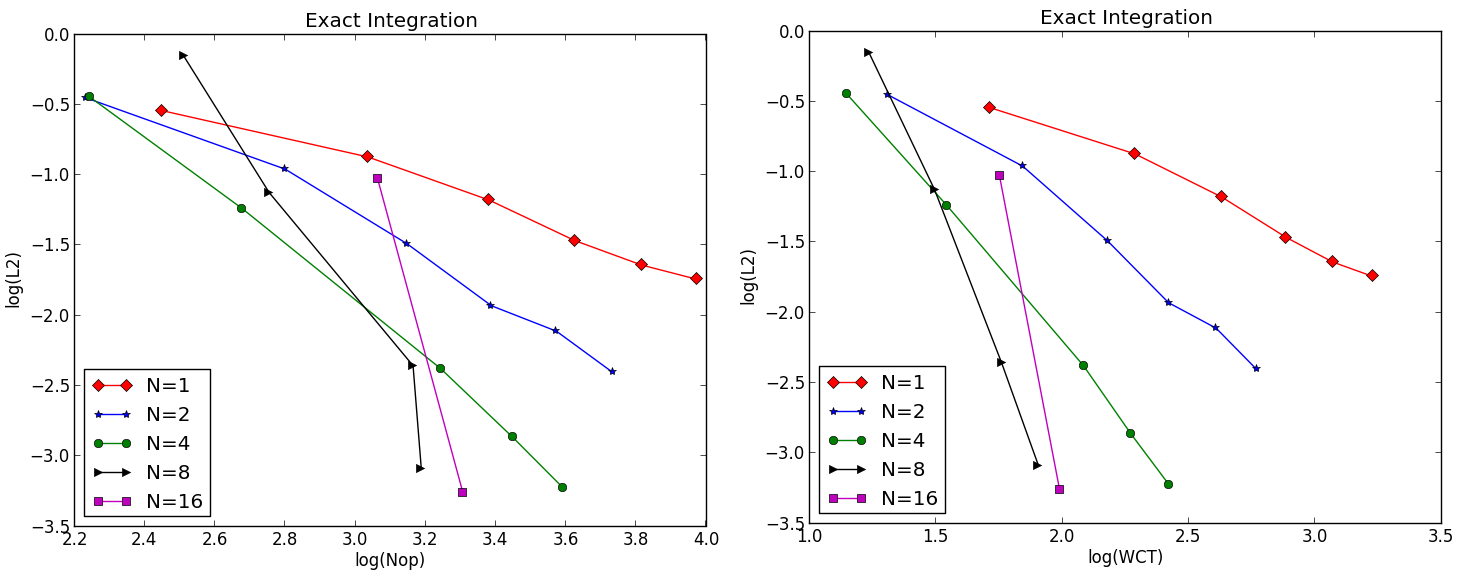 Exact Integration
0.0
−0.5
−1.0
−1.5
−2.0
−2.5
−3.0
−3.5
log(L2)
N=1
N=2
N=4
N=8
N=16
2.2 2.4 2.6 2.8 3.0 3.2 3.4 3.6 3.8 4.0
log(Nop)
Exact Integration
0.0
−0.5
−1.0
−1.5
−2.0
−2.5
−3.0
−3.5
log(L2)
N=1
N=2
N=4
N=8
N=16
1.0 1.5 2.0 2.5 3.0 3.5
log(WCT)